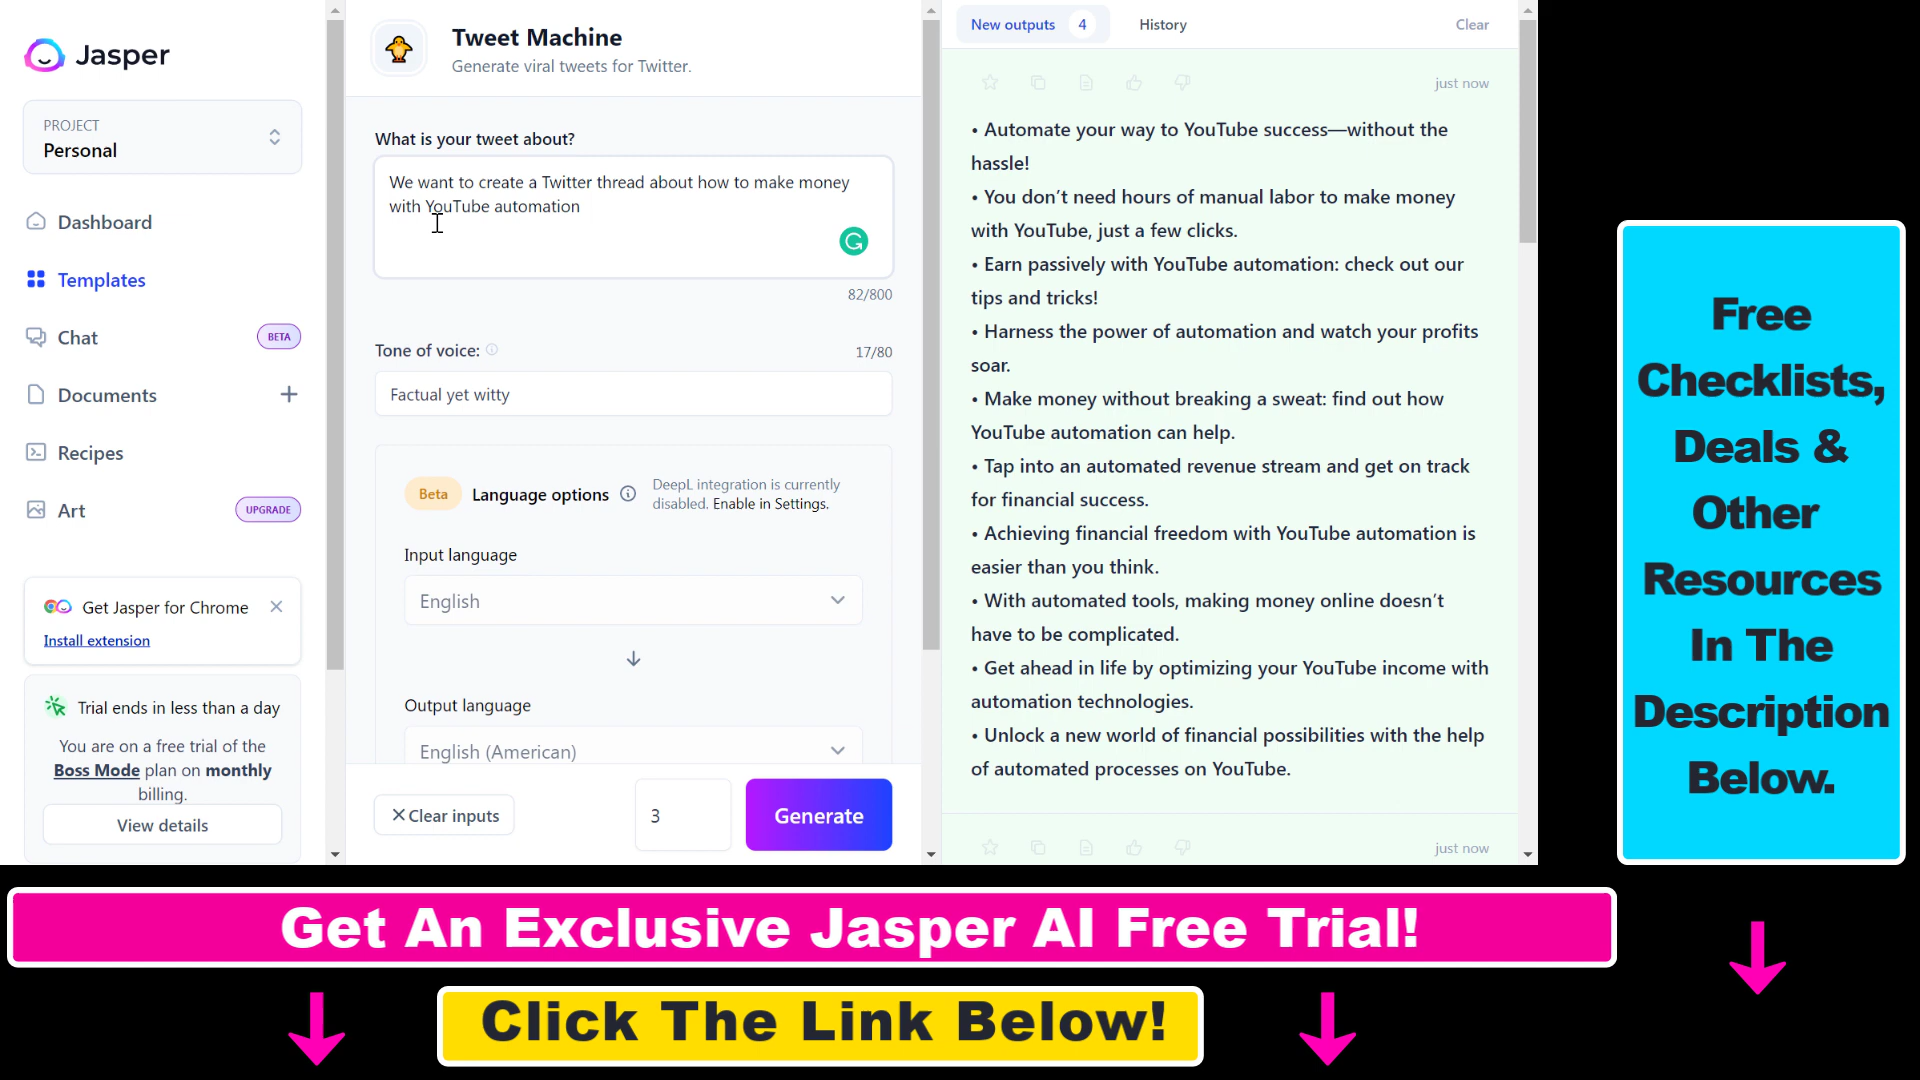 Jasper
PROJECT
Personal
Dashboard
Templates
Chat
BETA
Documents
Recipes
Art
UPGRADE
Get Jasper for Chrome
Install extension
Trial ends in less than a day
You are on a free trial of the
Boss Mode plan on monthly
billing.
View details
Tweet Machine
Generate viral tweets for Twitter.
What is your tweet about?
We want to create a Twitter thread about how to make money
with YouTube automation
82/800
Tone of voice:
17/80
Factual yet witty
Beta
Language options
DeepL integration is currently
disabled. Enable in Settings.
Input language
English
Output language
English (American)
Clear inputs
3
Generate
New outputs 4
History
Clear
just now
• Automate your way to YouTube success—without the
hassle!
• You don’t need hours of manual labor to make money
with YouTube, just a few clicks.
• Earn passively with YouTube automation: check out our
tips and tricks!
• Harness the power of automation and watch your profits
soar.
• Make money without breaking a sweat: find out how
YouTube automation can help.
• Tap into an automated revenue stream and get on track
for financial success.
• Achieving financial freedom with YouTube automation is
easier than you think.
• With automated tools, making money online doesn’t
have to be complicated.
• Get ahead in life by optimizing your YouTube income with
automation technologies.
• Unlock a new world of financial possibilities with the help
of automated processes on YouTube.
just now
Free
Checklists,
Deals &
Other
Resources
In The
Description
Below.
Get An Exclusive Jasper AI Free Trial!
Click The Link Below!